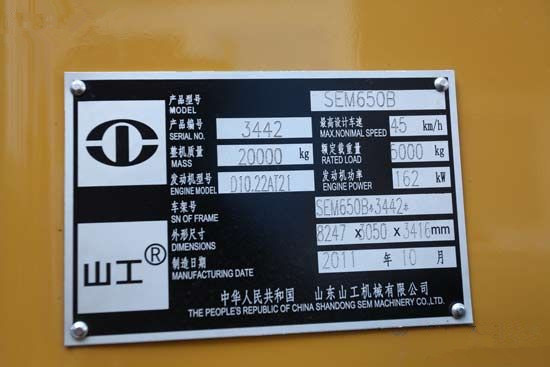 产品型号 SEM650B
MODEL
产品编号 3442 最高设计车速 45 km/h
SERIAL NO. MAX.NONIMAL SPEED
整机质量 20000 kg 额定载重量 5000 kg
MASS RATED LOAD
发动机型号 D10.22AT21 发动机功率 162 kW
ENGINE MODEL ENGINE POWER
车架号 SEM650B*3442*
SN OF FRAME
外形尺寸 8247 x 3050 x 3416mm
DIMENSIONS
制造日期 2011 年 10 月
MANUFACTURING DATE
山工®
中华人民共和国 山东山工机械有限公司
THE PEOPLE'S REPUBLIC OF CHINA SHANDONG SEM MACHINERY CO.,LTD.